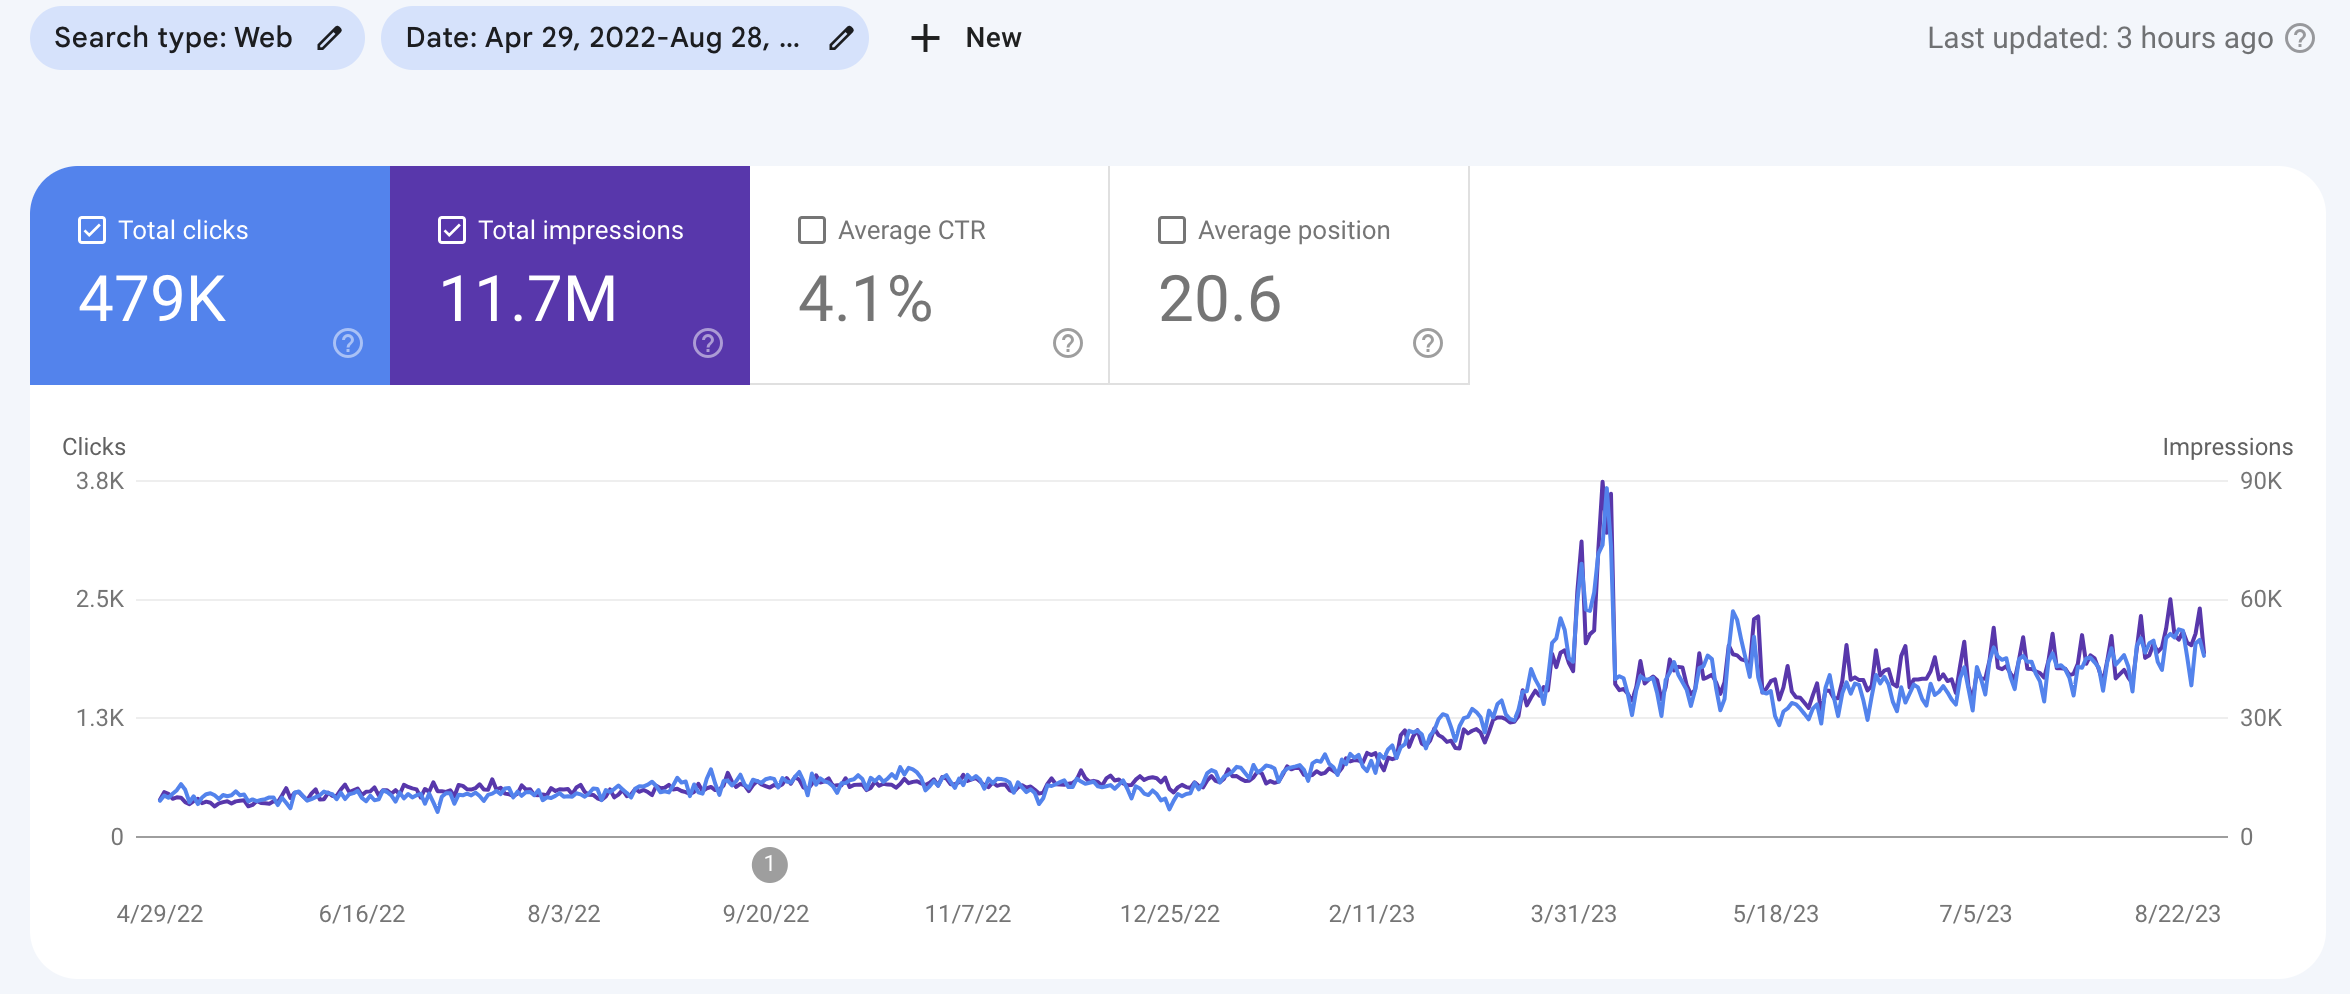 Search type: Web
Date: Apr 29, 2022-Aug 28, ...
+ New
Last updated: 3 hours ago ?
Total clicks
479K
?
Total impressions
11.7M
?
Average CTR
4.1%
?
Average position
20.6
?
Clicks
Impressions
3.8K
90K
2.5K
60K
1.3K
30K
0
0
1
4/29/22 6/16/22 8/3/22 9/20/22 11/7/22 12/25/22 2/11/23 3/31/23 5/18/23 7/5/23 8/22/23